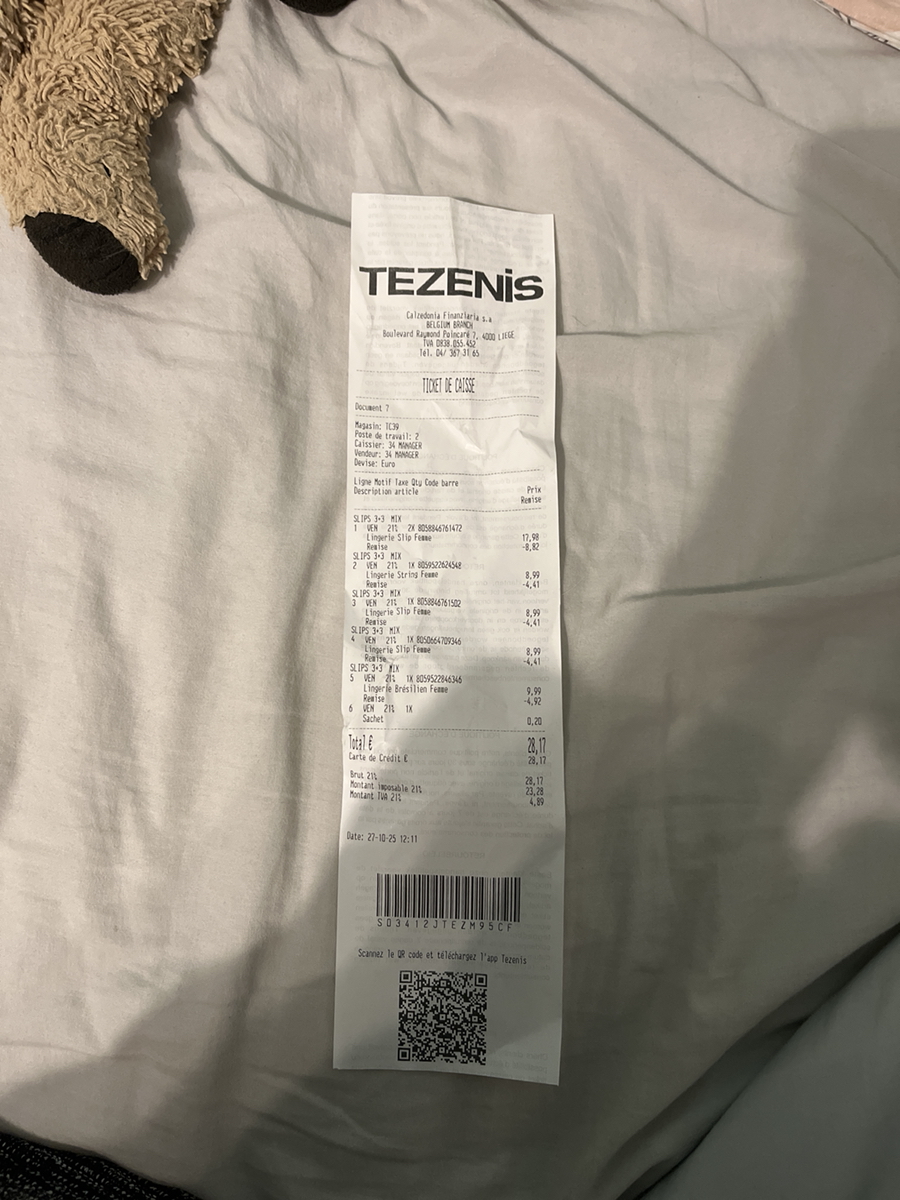 TEZENiS
Calzedonia Finanziaria s.a
BELGIUM BRANCH
Boulevard Raymond Poincaré 7, 4000 LIEGE
TVA 0838.055.452
Tél. 04/ 367 31 65
TICKET DE CAISSE
Document 7
Magasin: TC39
Poste de travail: 2
Caissier: 34 MANAGER
Vendeur: 34 MANAGER
Devise: Euro
Ligne Motif Taxe Qty Code barre
Description article Prix
Remise
SLIPS 3+3 MIX
1 VEN 21% 2X 8058846761472
Lingerie Slip Femme 17,98
Remise -8,82
SLIPS 3+3 MIX
2 VEN 21% 1X 8059522624548
Lingerie String Femme 8,99
Remise -4,41
SLIPS 3+3 MIX
3 VEN 21% 1X 8058846761502
Lingerie Slip Femme 8,99
Remise -4,41
SLIPS 3+3 MIX
4 VEN 21% 1X 8050664709346
Lingerie Slip Femme 8,99
Remise -4,41
SLIPS 3+3 MIX
5 VEN 21% 1X 8059522846346
Lingerie Brésilien Femme 9,99
Remise -4,92
6 VEN 21% 1X
Sachet 0,20
Total € 28,17
Carte de Crédit € 28,17
Brut 21% 28,17
Montant imposable 21% 23,28
Montant TVA 21% 4,89
Date: 27-10-25 12:11
S03412JTEZM95CF
Scannez le QR code et téléchargez l'app Tezenis